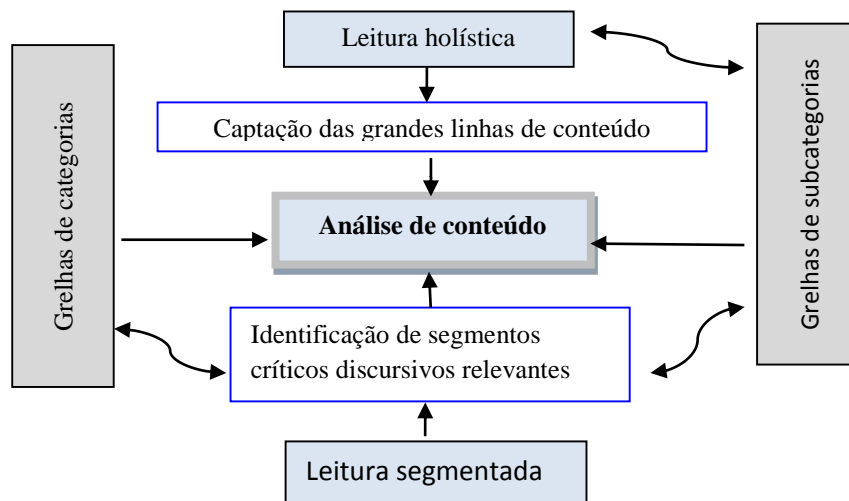 Leitura holística
Grelhas de categorias
Captação das grandes linhas de conteúdo
Grelhas de subcategorias
Análise de conteúdo
Identificação de segmentos
críticos discursivos relevantes
Leitura segmentada